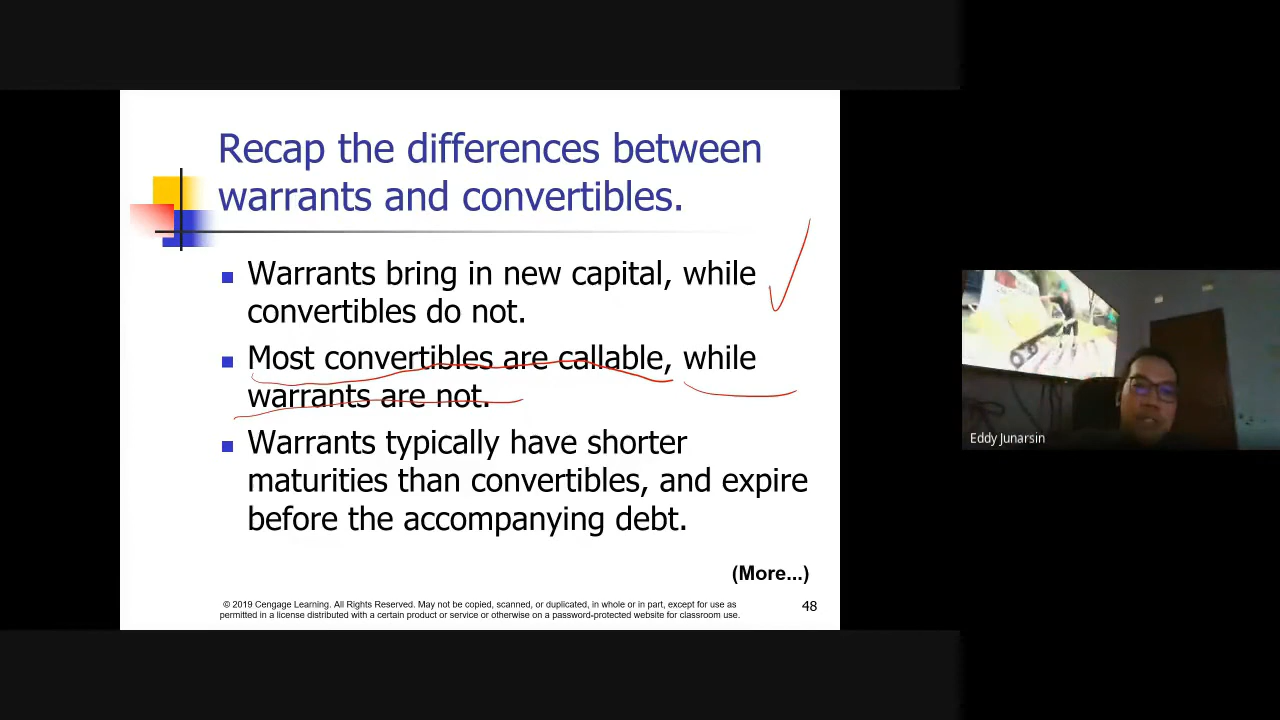 Recap the differences between
warrants and convertibles.
Warrants bring in new capital, while
convertibles do not.
Most convertibles are callable, while
warrants are not.
Warrants typically have shorter
maturities than convertibles, and expire
before the accompanying debt.
(More...)
© 2019 Cengage Learning. All Rights Reserved. May not be copied, scanned, or duplicated, in whole or in part, except for use as
permitted in a license distributed with a certain product or service or otherwise on a password-protected website for classroom use.
48
Eddy Junarsin